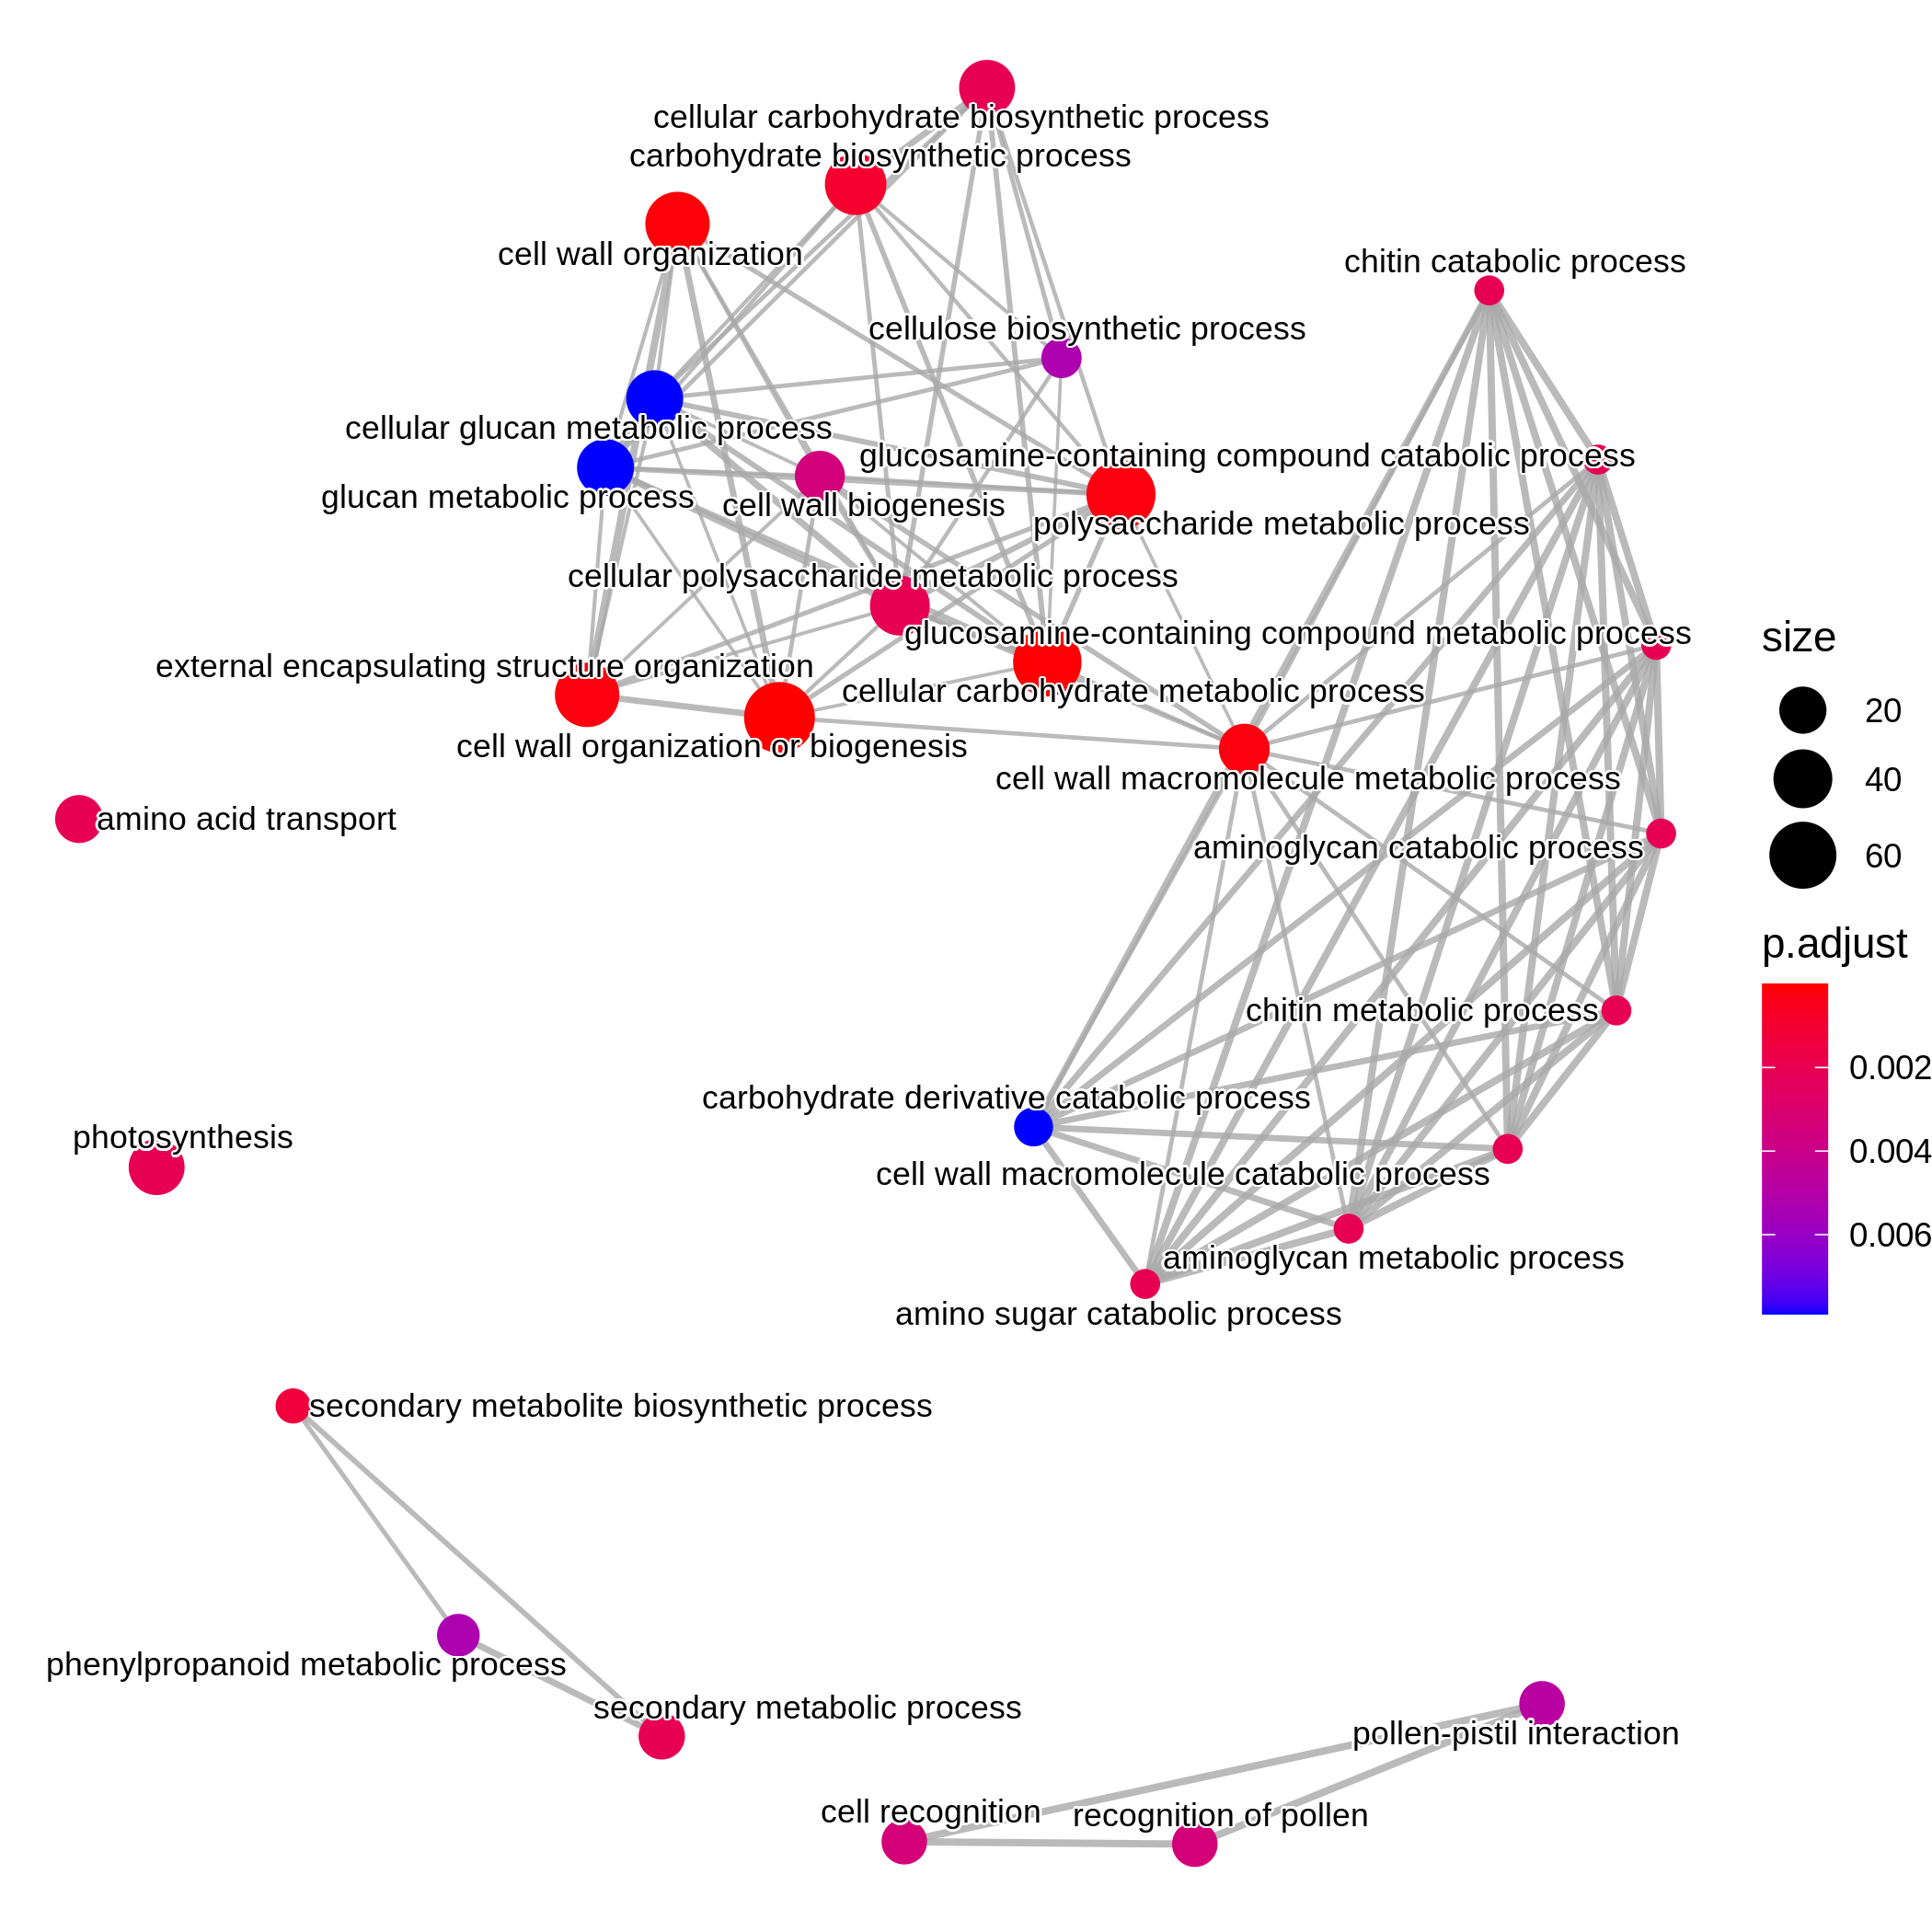 cellular carbohydrate biosynthetic process
carbohydrate biosynthetic process
cell wall organization
chitin catabolic process
cellulose biosynthetic process
cellular glucan metabolic process
glucosamine-containing compound catabolic process
glucan metabolic process
cell wall biogenesis
polysaccharide metabolic process
cellular polysaccharide metabolic process
glucosamine-containing compound metabolic process
external encapsulating structure organization
cellular carbohydrate metabolic process
cell wall organization or biogenesis
cell wall macromolecule metabolic process
amino acid transport
aminoglycan catabolic process
chitin metabolic process
carbohydrate derivative catabolic process
photosynthesis
cell wall macromolecule catabolic process
aminoglycan metabolic process
amino sugar catabolic process
secondary metabolite biosynthetic process
phenylpropanoid metabolic process
secondary metabolic process
pollen-pistil interaction
cell recognition
recognition of pollen
size
20
40
60
p.adjust
0.002
0.004
0.006